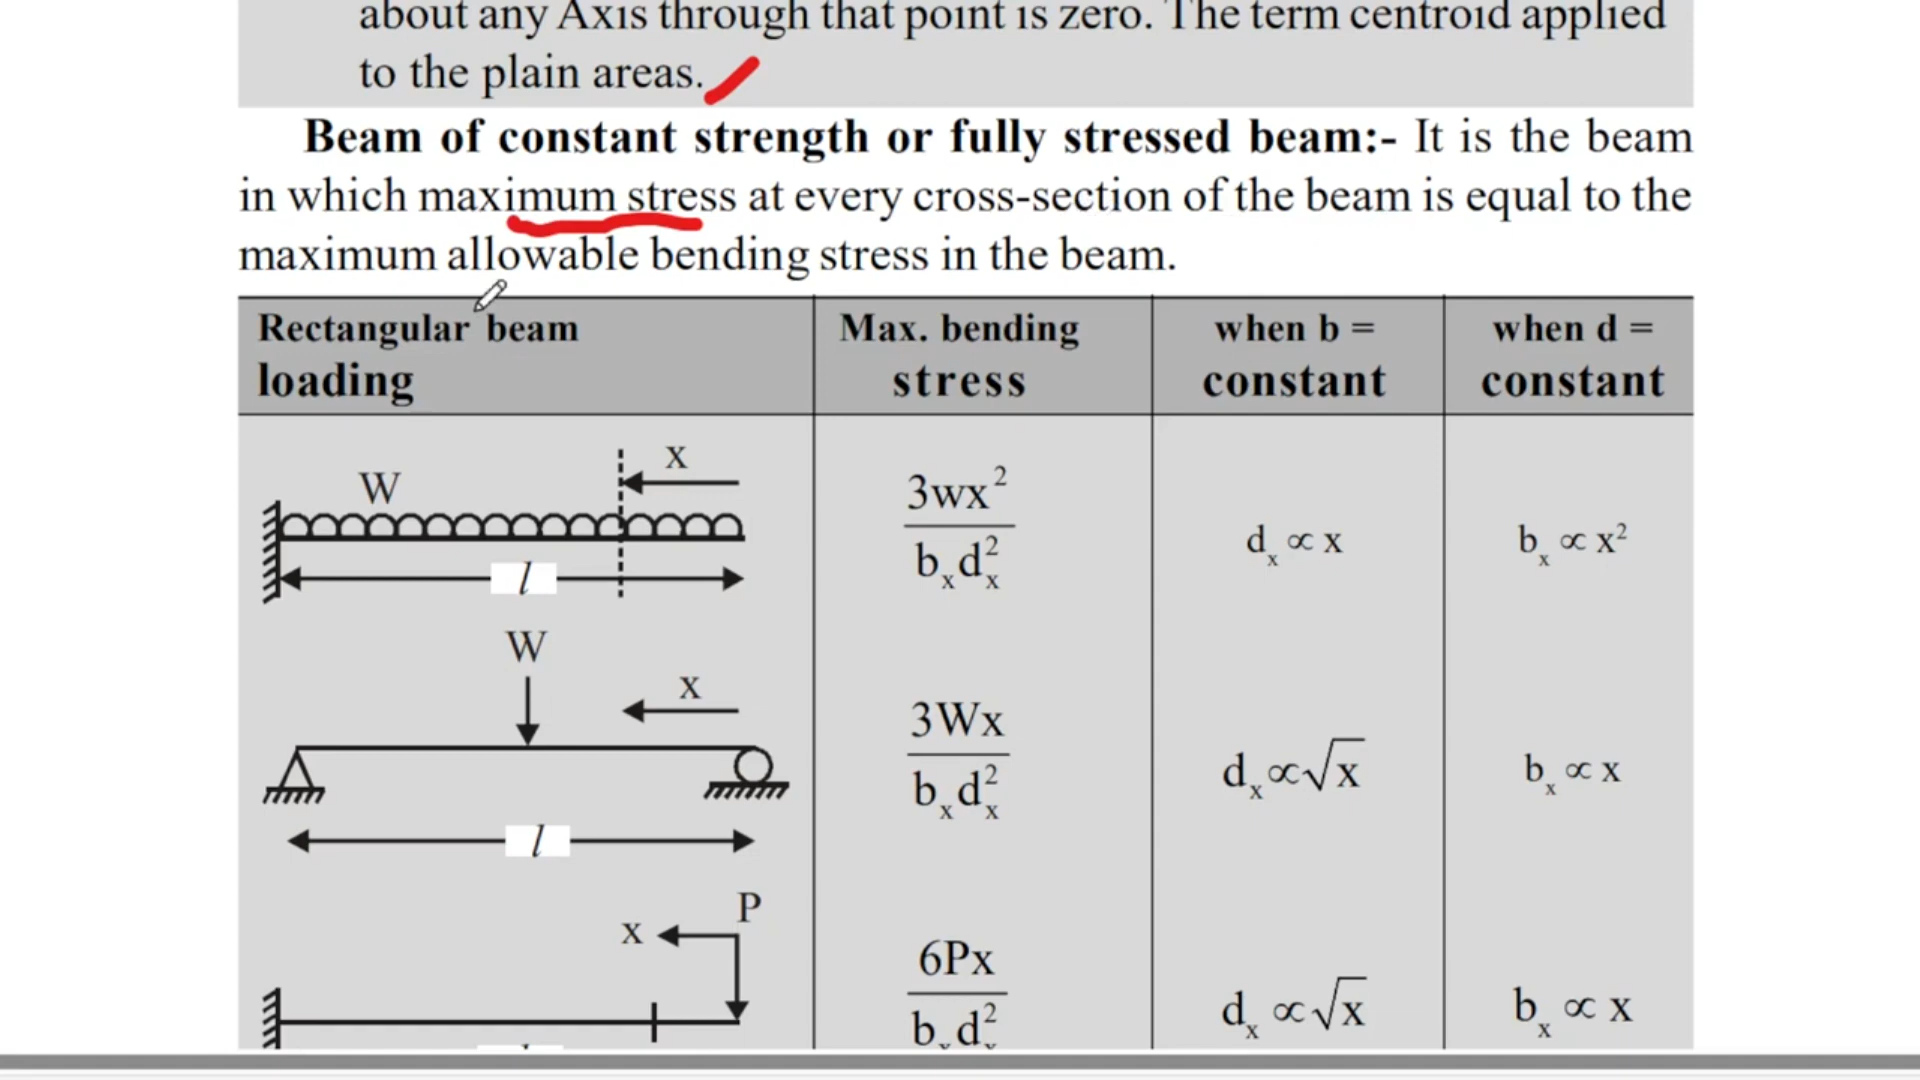 about any Axis through that point is zero. The term centroid applied
to the plain areas.
Beam of constant strength or fully stressed beam:- It is the beam
in which maximum stress at every cross-section of the beam is equal to the
maximum allowable bending stress in the beam.
Rectangular beam loading
Max. bending stress
when b = constant
when d = constant
W
x
l
3wx²
bₓdₓ²
dₓ ∝ x
bₓ ∝ x²
W
x
l
3Wx
bₓdₓ²
dₓ ∝ √x
bₓ ∝ x
P
x
6Px
bₓdₓ²
dₓ ∝ √x
bₓ ∝ x